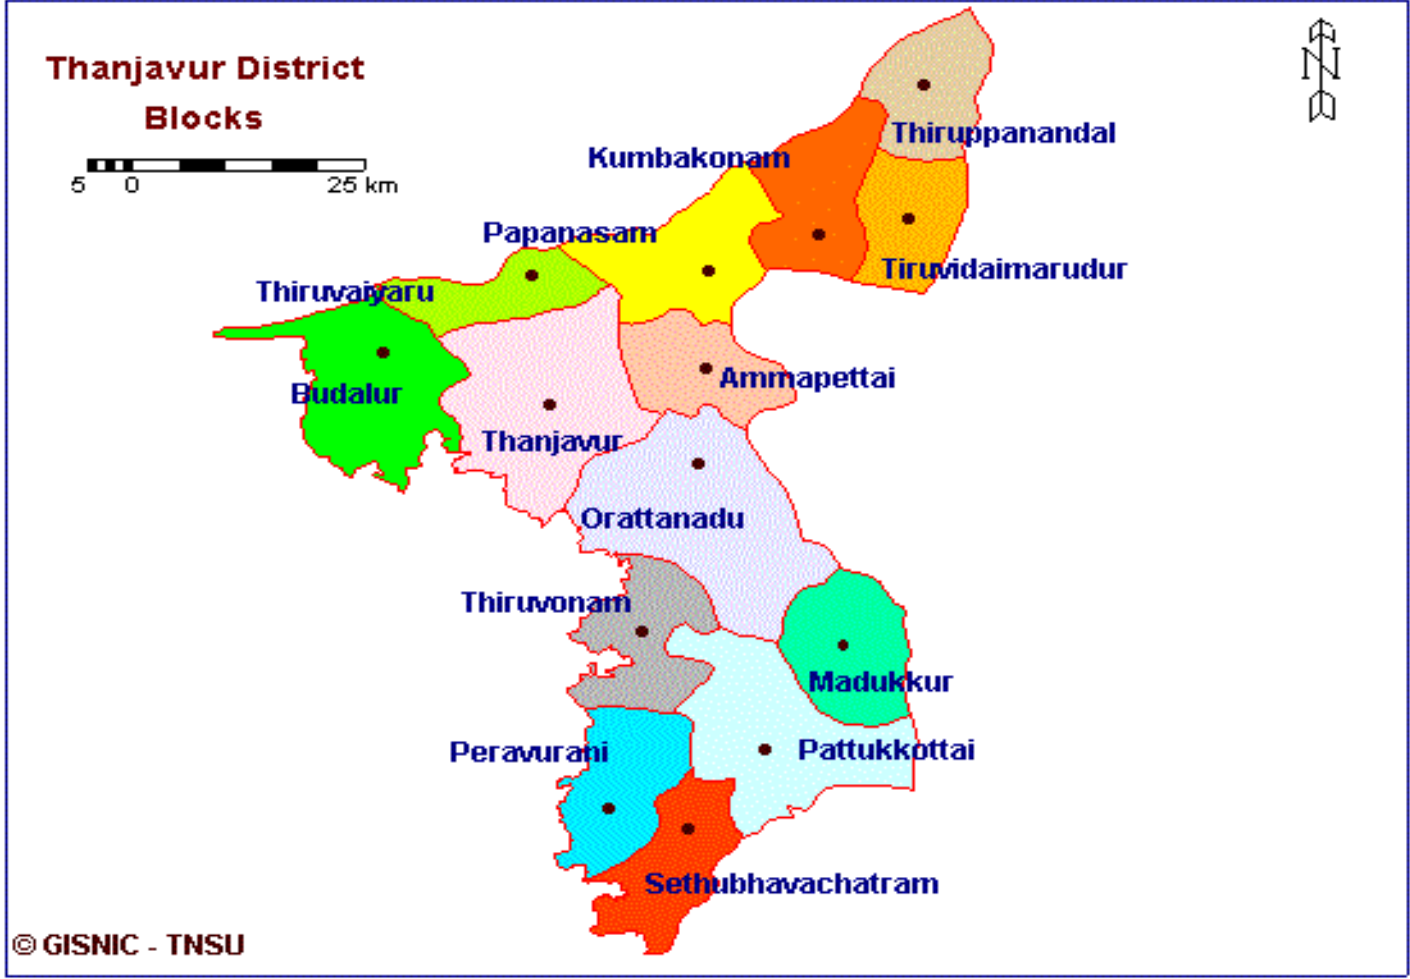 Thanjavur District
Blocks
5 0 25 km
N
Thiruppanandal
Kumbakonam
Papanasam
Tiruvidaimarudur
Thiruvaiyaru
Ammapettai
Budalur
Thanjavur
Orattanadu
Thiruvonam
Madukkur
Peravurani
Pattukkottai
Sethubhavachatram
© GISNIC - TNSU